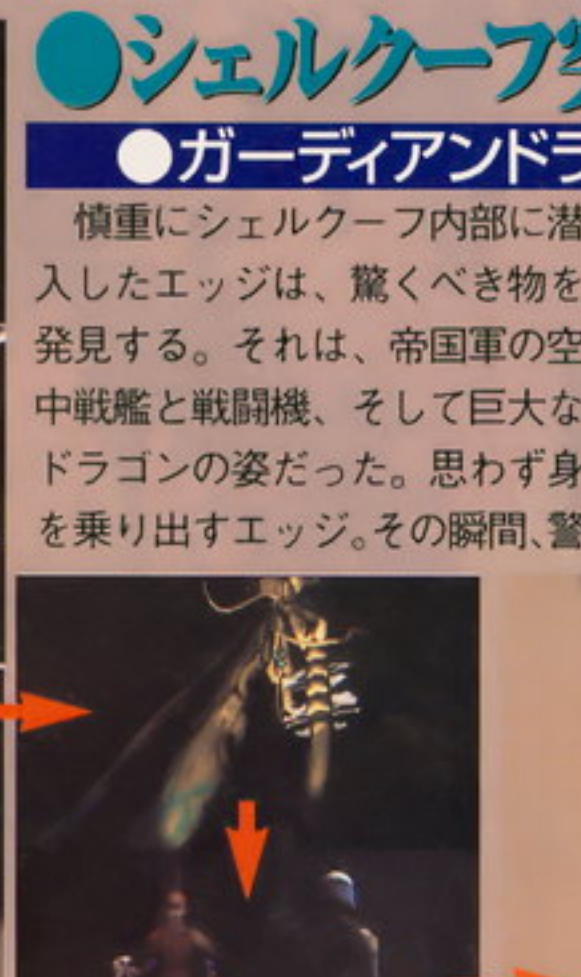 ●シェルクーフ
●ガーディアンドラ
慎重にシェルクーフ内部に潜
入したエッジは、驚くべき物を
発見する。それは、帝国軍の空
中戦艦と戦闘機、そして巨大な
ドラゴンの姿だった。思わず身
を乗り出すエッジ。その瞬間、警